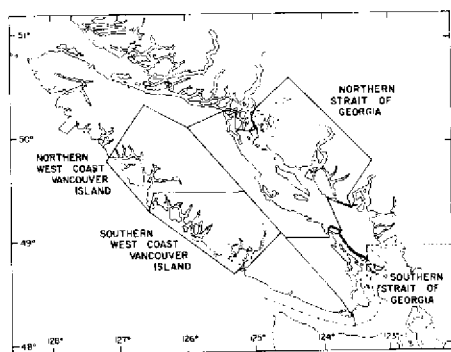 51°
NORTHERN
STRAIT OF
GEORGIA
50°
NORTHERN
WEST COAST
VANCOUVER
ISLAND
SOUTHERN
WEST COAST
VANCOUVER
ISLAND
49°
SOUTHERN
STRAIT OF
GEORGIA
48°
128°
127°
126°
125°
124°
123°